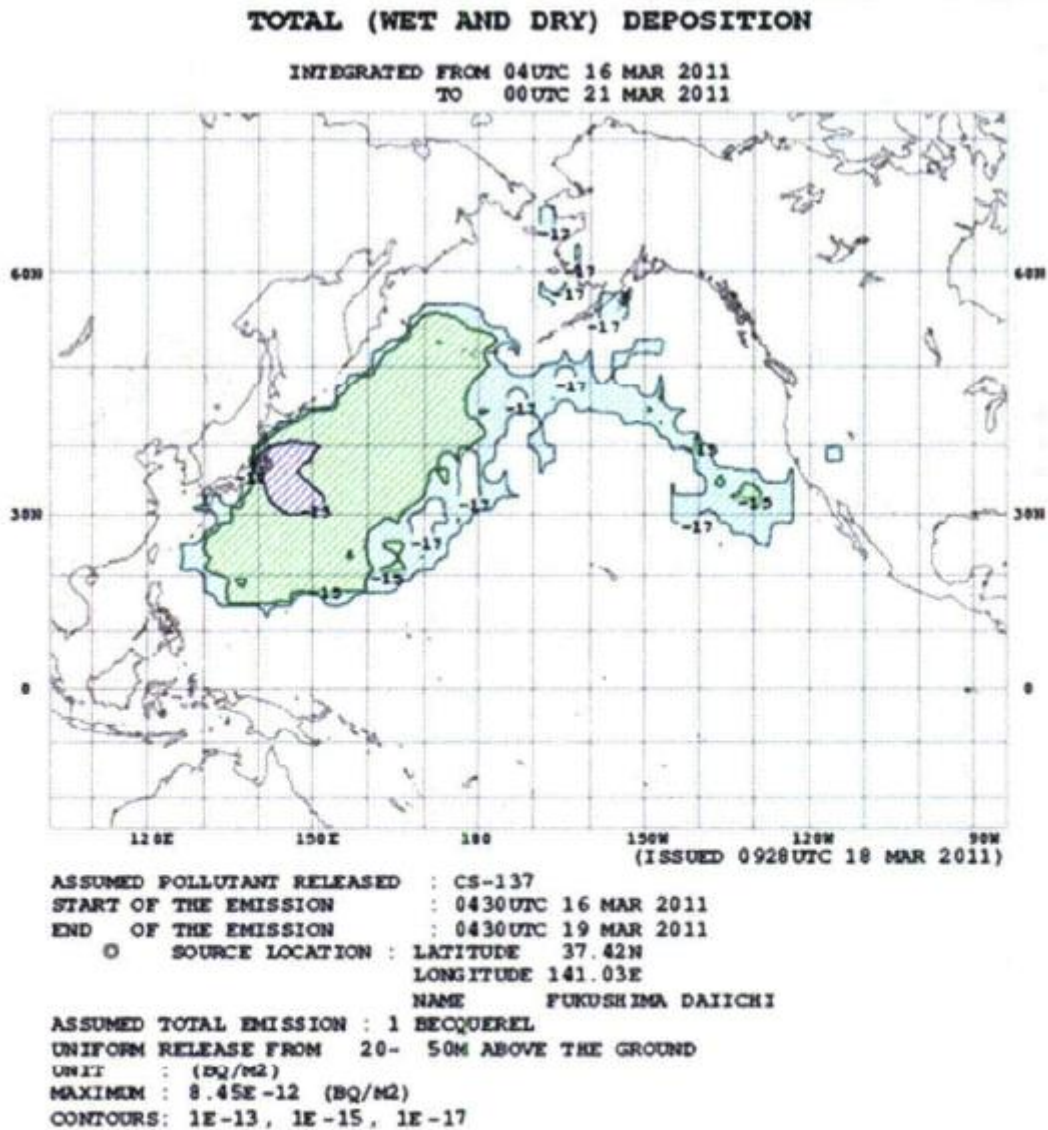 TOTAL (WET AND DRY) DEPOSITION
INTEGRATED FROM 04UTC 16 MAR 2011
TO 00UTC 21 MAR 2011
-17
60N -17 60N
-17
-17
-17
-17
-15
-13
30N -17 -15 30N
-17
-17
-15
-15
0 0
120E 150E 180 150W 120W 90W
(ISSUED 0928UTC 18 MAR 2011)
ASSUMED POLLUTANT RELEASED : CS-137
START OF THE EMISSION : 0430UTC 16 MAR 2011
END OF THE EMISSION : 0430UTC 19 MAR 2011
SOURCE LOCATION : LATITUDE 37.42N
LONGITUDE 141.03E
NAME FUKUSHIMA DAIICHI
ASSUMED TOTAL EMISSION : 1 BECQUEREL
UNIFORM RELEASE FROM 20- 50M ABOVE THE GROUND
UNIT : (BQ/M2)
MAXIMUM : 8.45E-12 (BQ/M2)
CONTOURS: 1E-13, 1E-15, 1E-17